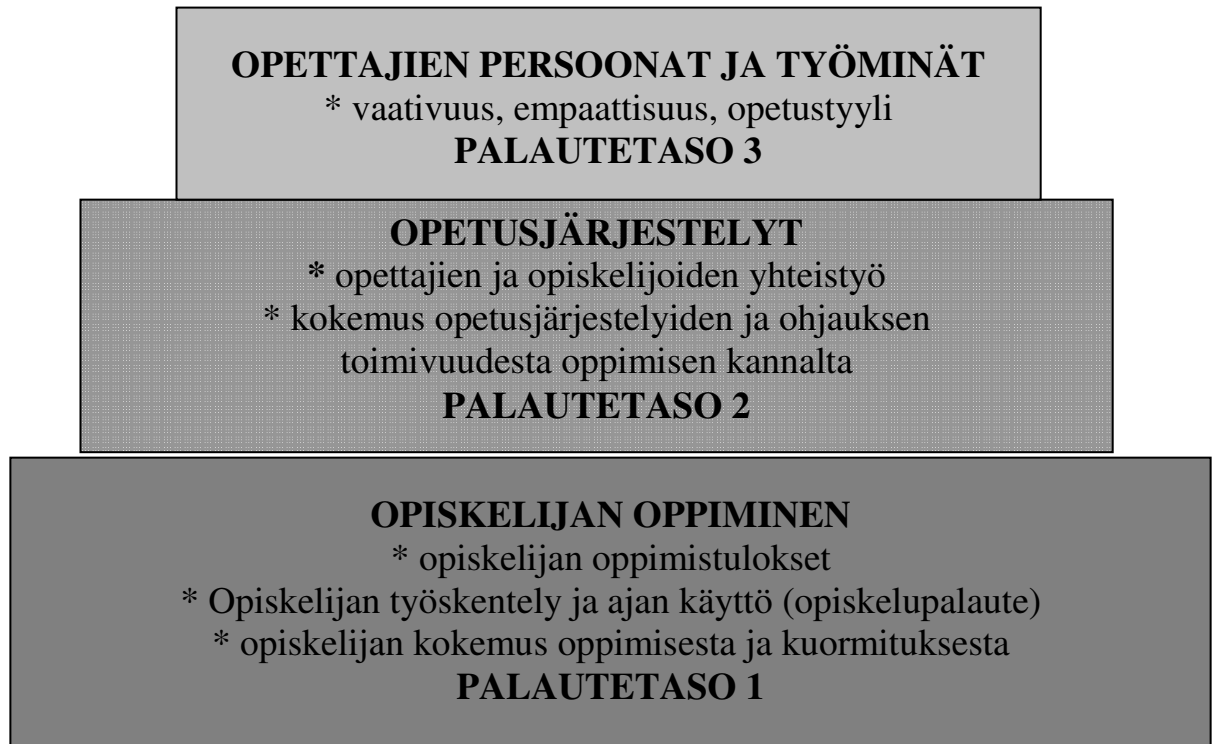 OPETTAJIEN PERSOONAT JA TYÖMINÄT
* vaativuus, empaattisuus, opetustyyli
PALAUTETASO 3
OPETUSJÄRJESTELYT
* opettajien ja opiskelijoiden yhteistyö
* kokemus opetusjärjestelyiden ja ohjauksen
toimivuudesta oppimisen kannalta
PALAUTETASO 2
OPISKELIJAN OPPIMINEN
* opiskelijan oppimistulokset
* Opiskelijan työskentely ja ajan käyttö (opiskelupalaute)
* opiskelijan kokemus oppimisesta ja kuormituksesta
PALAUTETASO 1